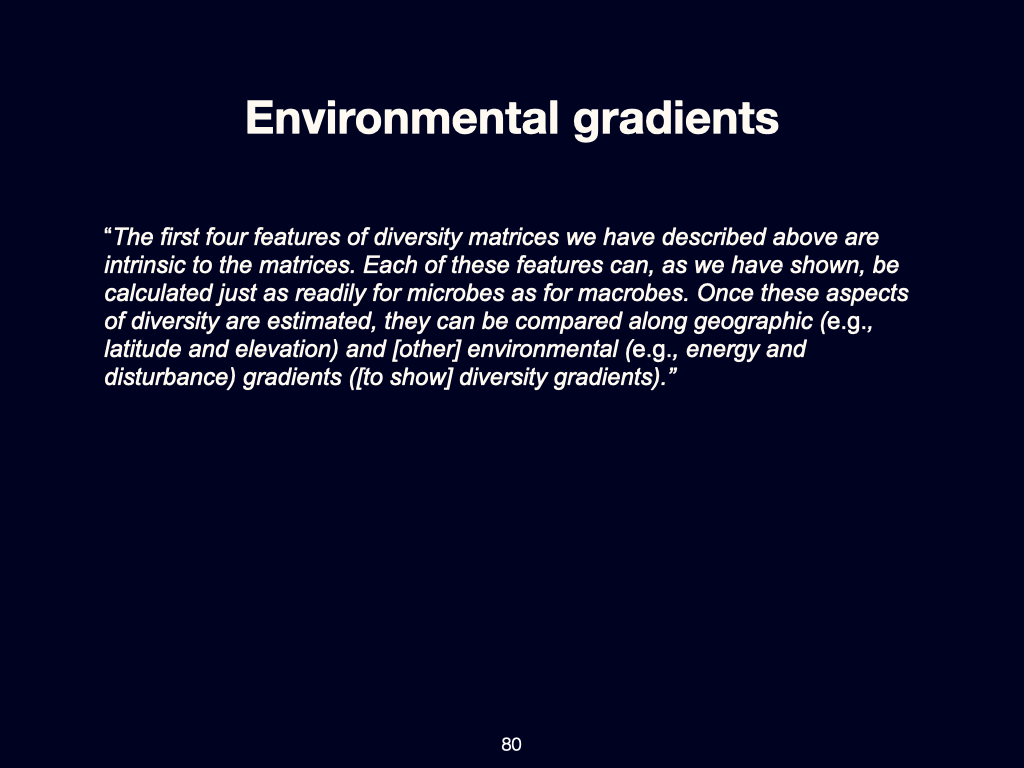 Environmental gradients
“The first four features of diversity matrices we have described above are
intrinsic to the matrices. Each of these features can, as we have shown, be
calculated just as readily for microbes as for macrobes. Once these aspects
of diversity are estimated, they can be compared along geographic (e.g.,
latitude and elevation) and [other] environmental (e.g., energy and
disturbance) gradients ([to show] diversity gradients).”
80